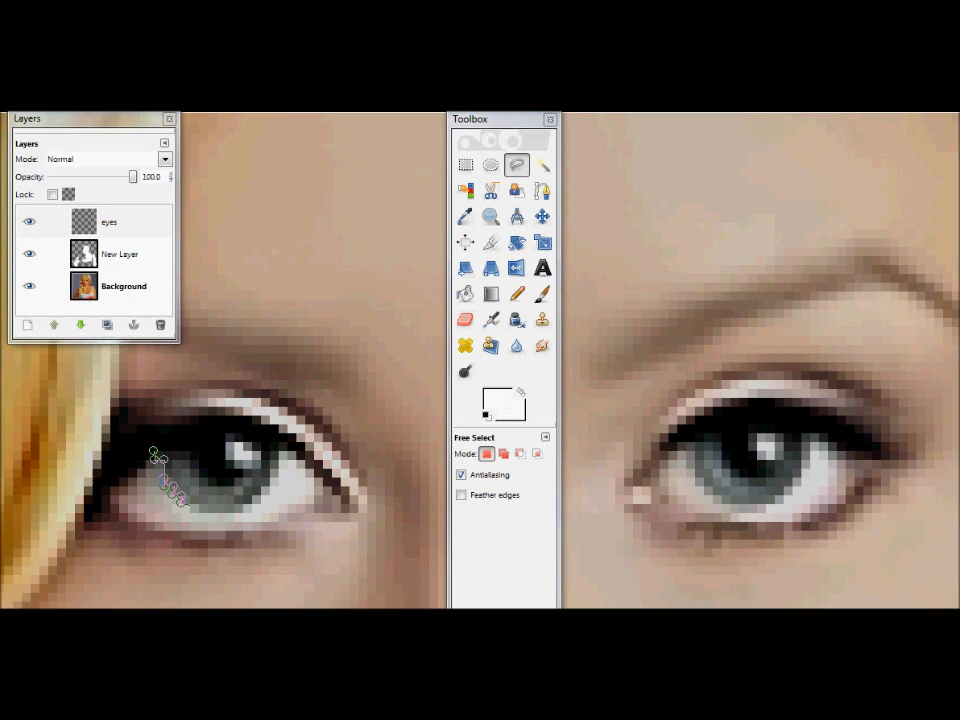 Layers
Layers
Mode: Normal
Opacity: 100.0
Lock:
eyes
New Layer
Background
Toolbox
Free Select
Mode:
Antialiasing
Feather edges